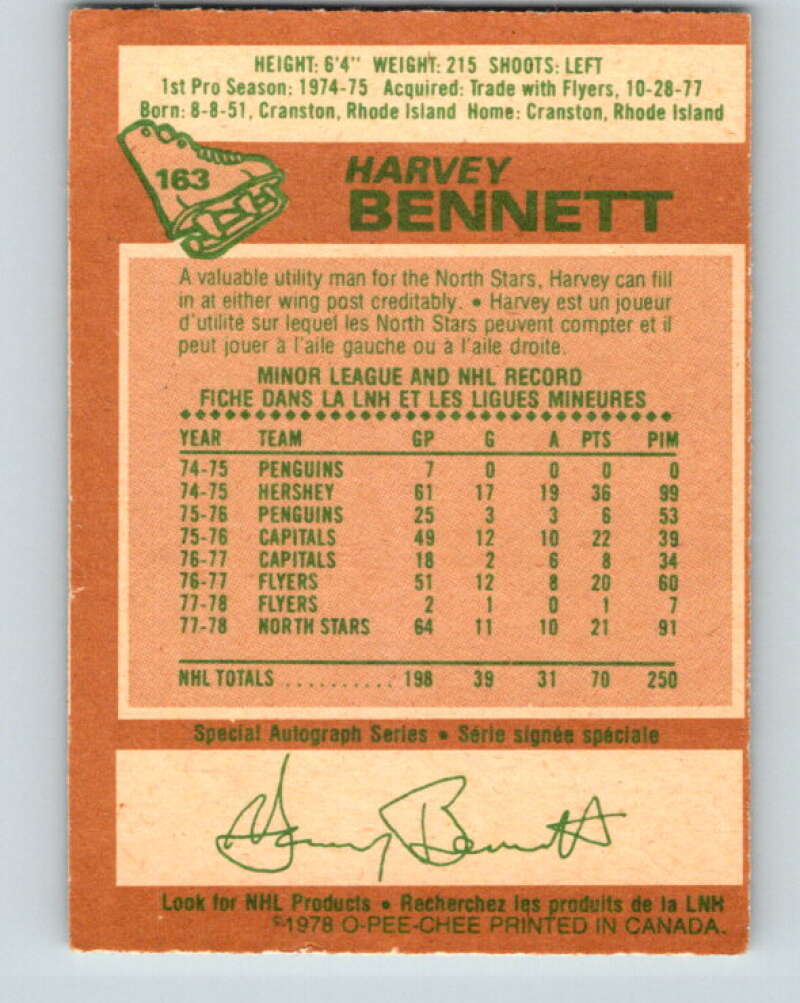 HEIGHT: 6'4" WEIGHT: 215 SHOOTS: LEFT
1st Pro Season: 1974-75 Acquired: Trade with Flyers, 10-28-77
Born: 8-8-51, Cranston, Rhode Island Home: Cranston, Rhode Island
163
HARVEY
BENNETT
A valuable utility man for the North Stars, Harvey can fill
in at either wing post creditably. • Harvey est un joueur
d'utilité sur lequel les North Stars peuvent compter et il
peut jouer à l'aile gauche ou à l'aile droite.
MINOR LEAGUE AND NHL RECORD
FICHE DANS LA LNH ET LES LIGUES MINEURES
YEAR TEAM GP G A PTS PIM
74-75 PENGUINS 7 0 0 0 0
74-75 HERSHEY 61 17 19 36 99
75-76 PENGUINS 25 3 3 6 53
75-76 CAPITALS 49 12 10 22 39
76-77 CAPITALS 18 2 6 8 34
76-77 FLYERS 51 12 8 20 60
77-78 FLYERS 2 1 0 1 7
77-78 NORTH STARS 64 11 10 21 91
NHL TOTALS .......... 198 39 31 70 250
Special Autograph Series • Série signée spéciale
Harvey Bennett
Look for NHL Products • Recherchez les produits de la LNH
©1978 O-PEE-CHEE PRINTED IN CANADA.